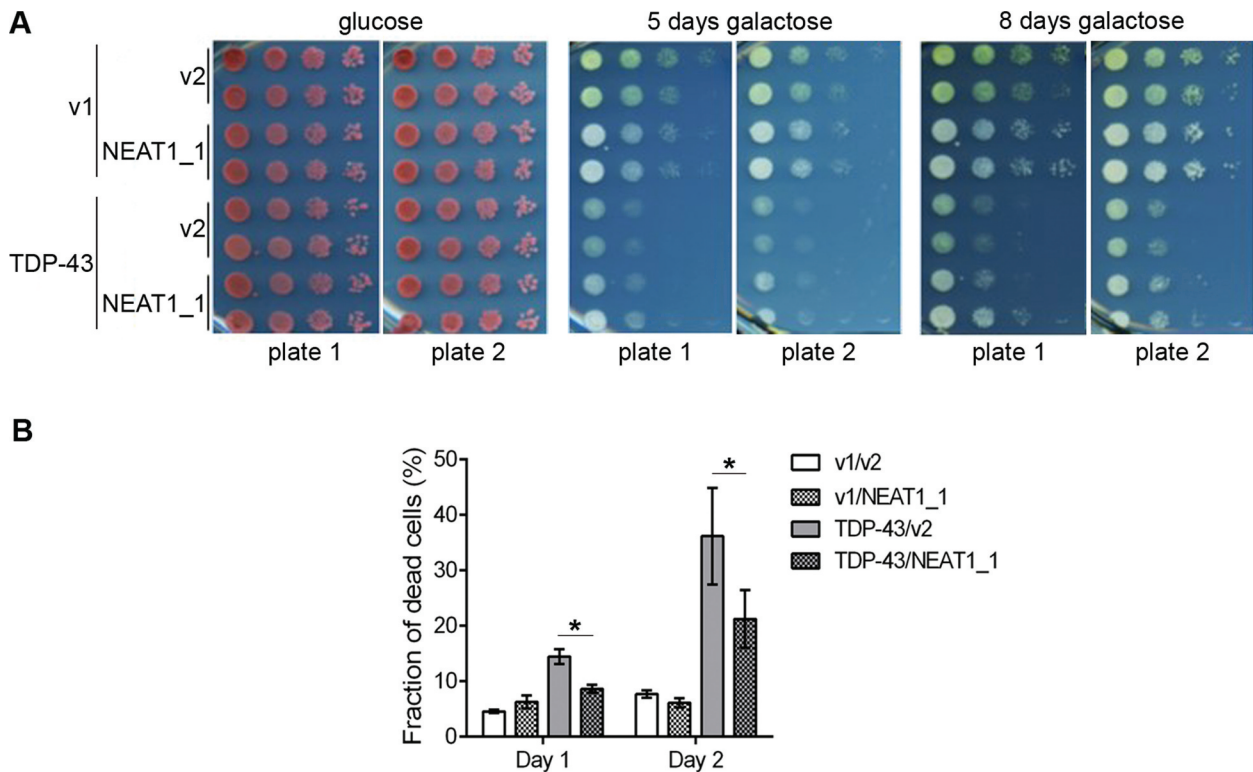 A
glucose
5 days galactose
8 days galactose
v1
v2
NEAT1_1
TDP-43
v2
NEAT1_1
plate 1
plate 2
plate 1
plate 2
plate 1
plate 2
B
Fraction of dead cells (%)
50
40
30
20
10
0
*
*
Day 1
Day 2
v1/v2
v1/NEAT1_1
TDP-43/v2
TDP-43/NEAT1_1